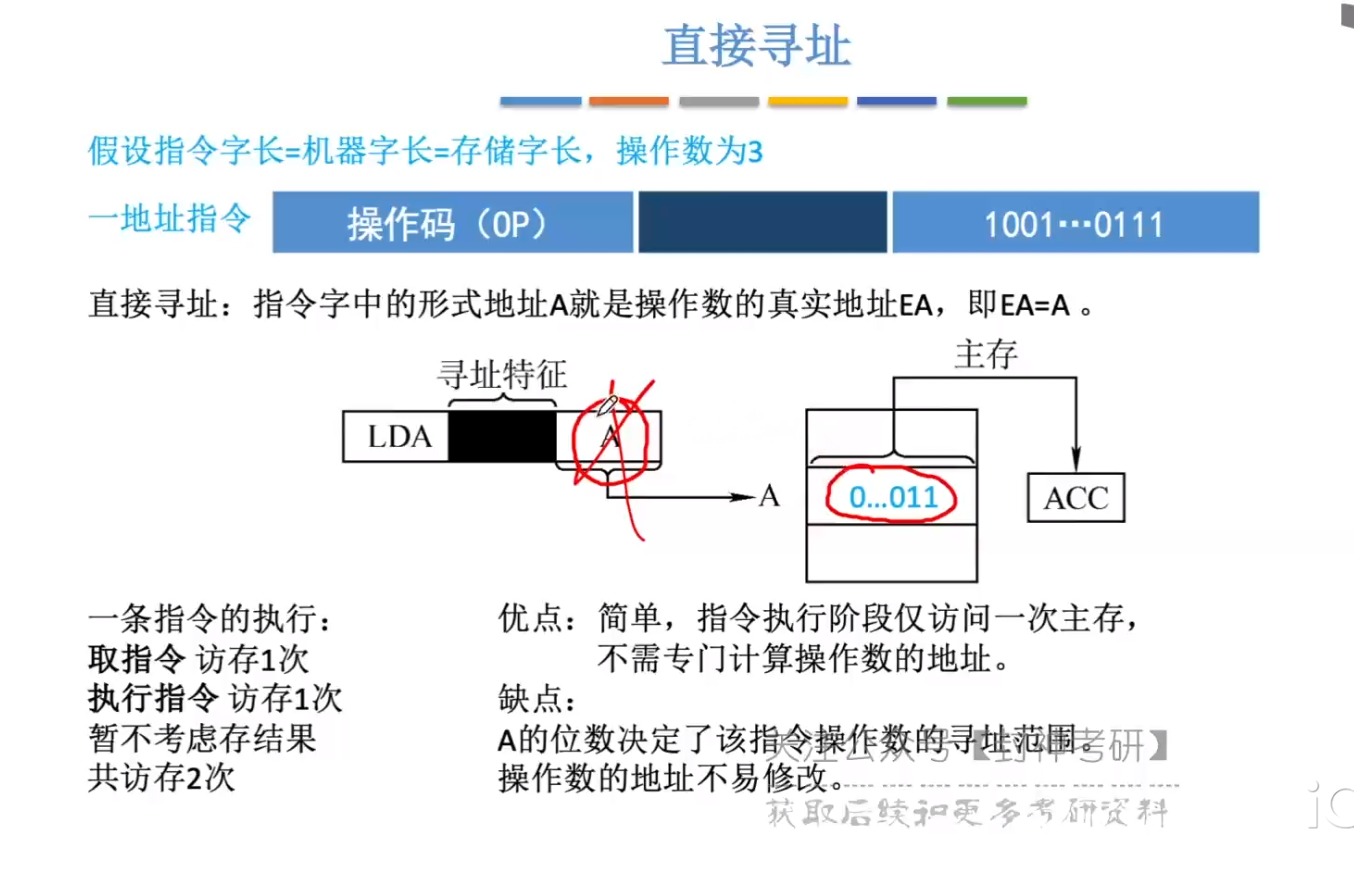 直接寻址
假设指令字长=机器字长=存储字长，操作数为3
一地址指令 操作码（OP） 1001…0111
直接寻址：指令字中的形式地址A就是操作数的真实地址EA，即EA=A 。
主存
寻址特征
LDA A
A 0…011 ACC
一条指令的执行：
取指令 访存1次
执行指令 访存1次
暂不考虑存结果
共访存2次
优点：简单，指令执行阶段仅访问一次主存，
不需专门计算操作数的地址。
缺点：
A的位数决定了该指令操作数的寻址范围。
操作数的地址不易修改。
关注公众号【封神考研】
获取后续和更多考研资料